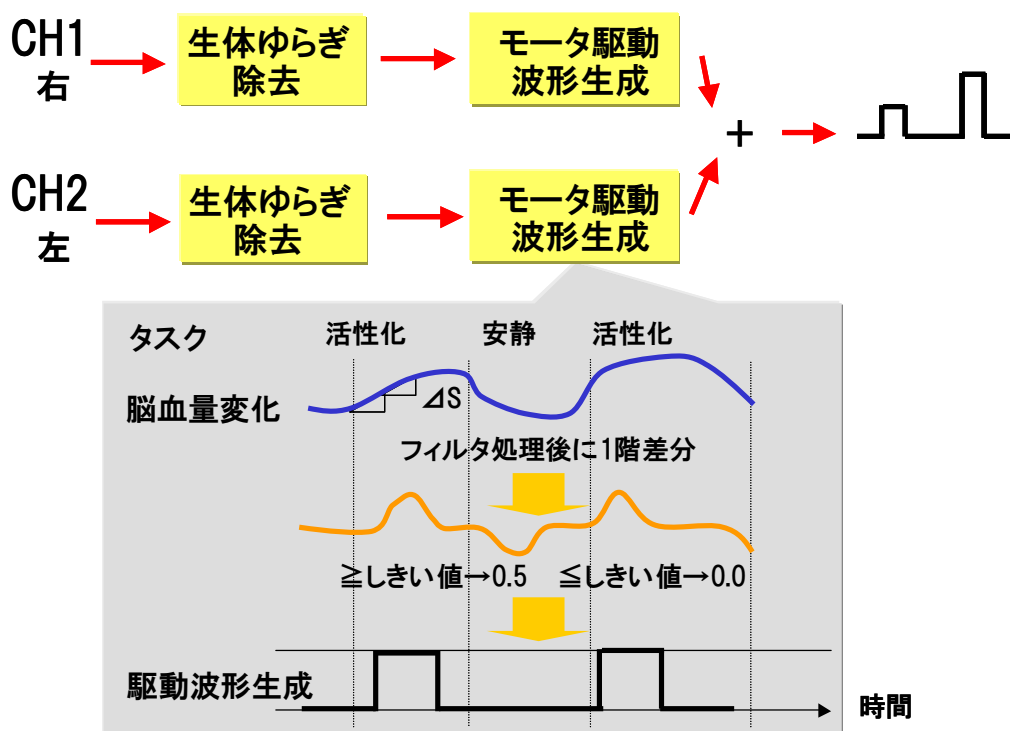 CH1
右
生体ゆらぎ
除去
モータ駆動
波形生成
+
CH2
左
生体ゆらぎ
除去
モータ駆動
波形生成
タスク
活性化
安静
活性化
脳血量変化
⊿S
フィルタ処理後に1階差分
≧しきい値→0.5
≦しきい値→0.0
駆動波形生成
時間